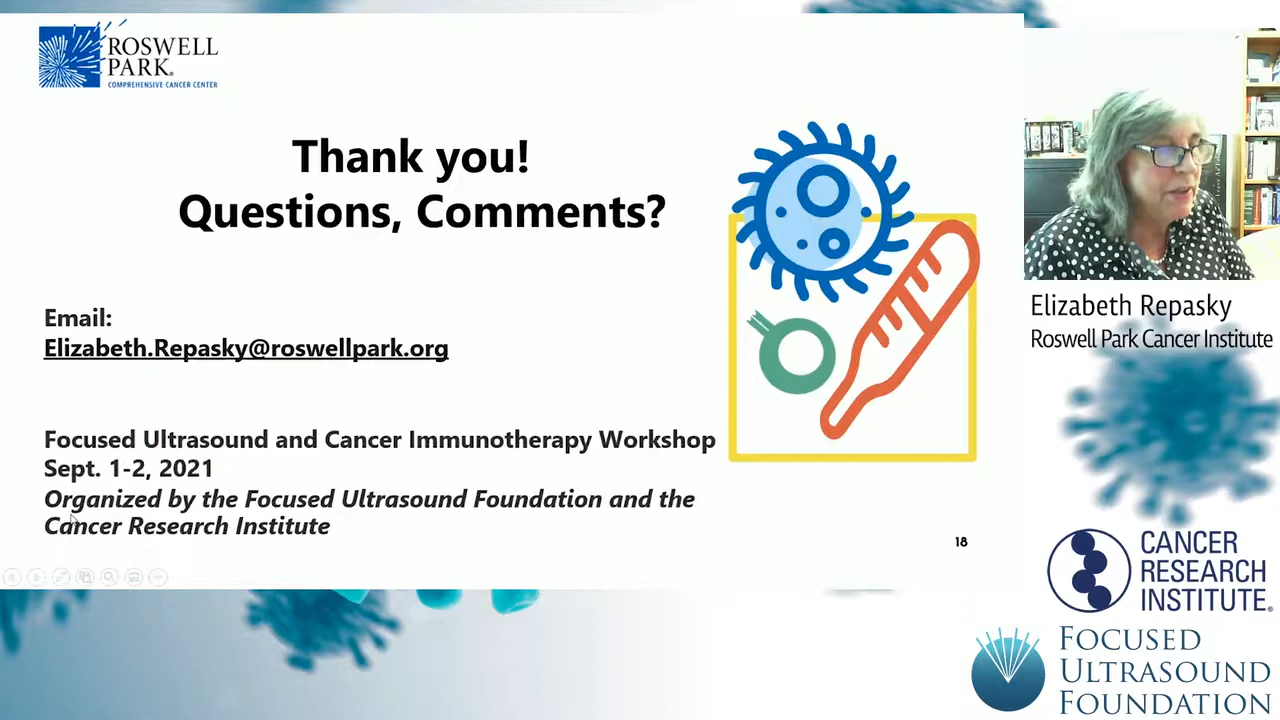 ROSWELL
PARK®
COMPREHENSIVE CANCER CENTER
Thank you!
Questions, Comments?
Email:
Elizabeth.Repasky@roswellpark.org
Focused Ultrasound and Cancer Immunotherapy Workshop
Sept. 1-2, 2021
Organized by the Focused Ultrasound Foundation and the
Cancer Research Institute
18
Elizabeth Repasky
Roswell Park Cancer Institute
CANCER
RESEARCH
INSTITUTE®
FOCUSED
ULTRASOUND
FOUNDATION